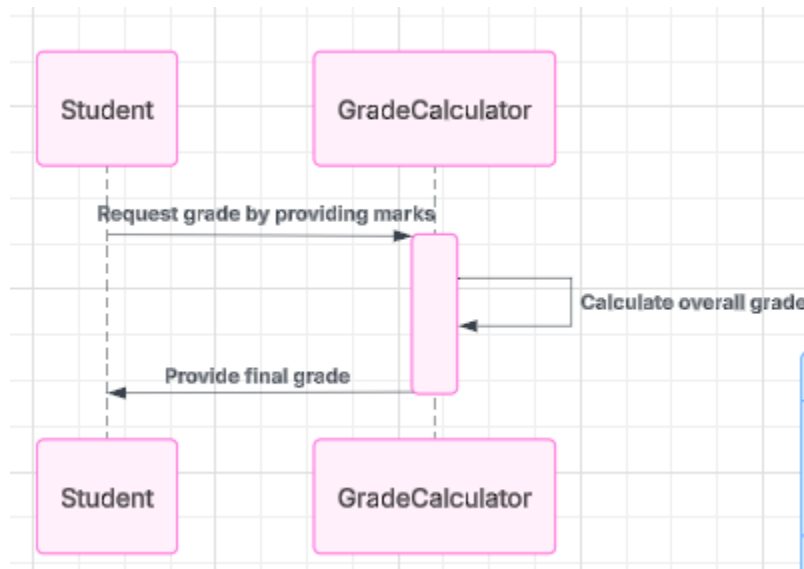 Student
GradeCalculator
Request grade by providing marks
Calculate overall grade
Provide final grade
Student
GradeCalculator